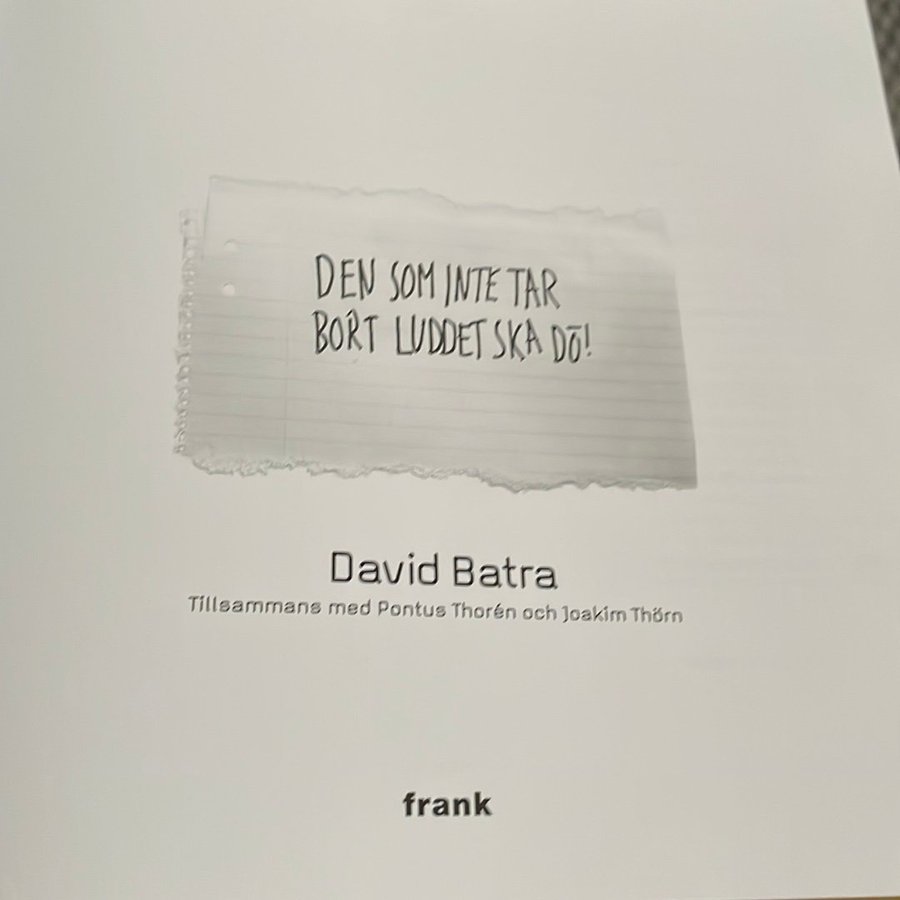 DEN SOM INTE TAR
BORT LUDDET SKA DÖ!
David Batra
Tillsammans med Pontus Thorén och Joakim Thörn
frank